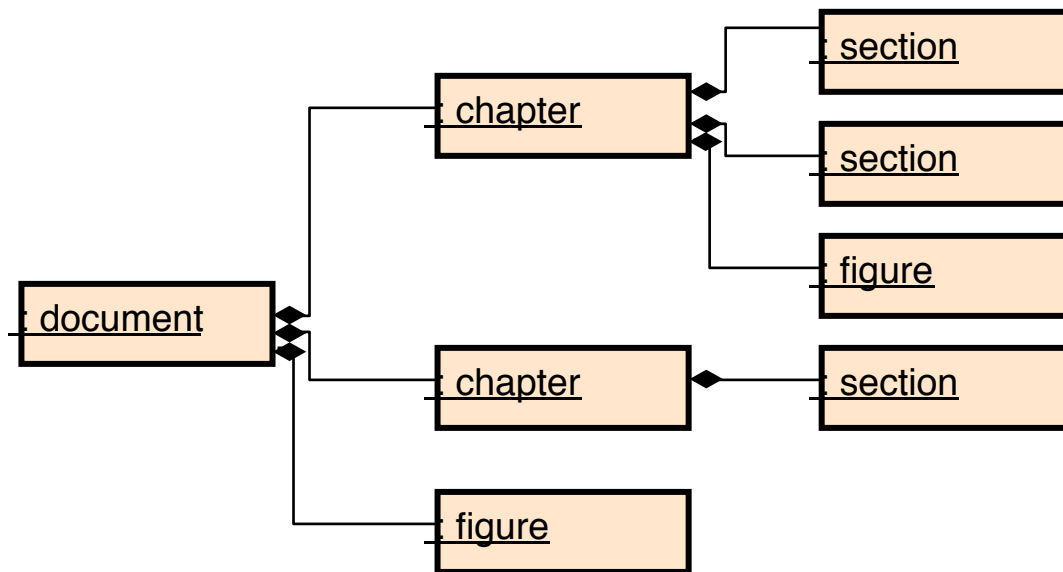 : section
: chapter
: section
: figure
: document
: chapter
: section
: figure